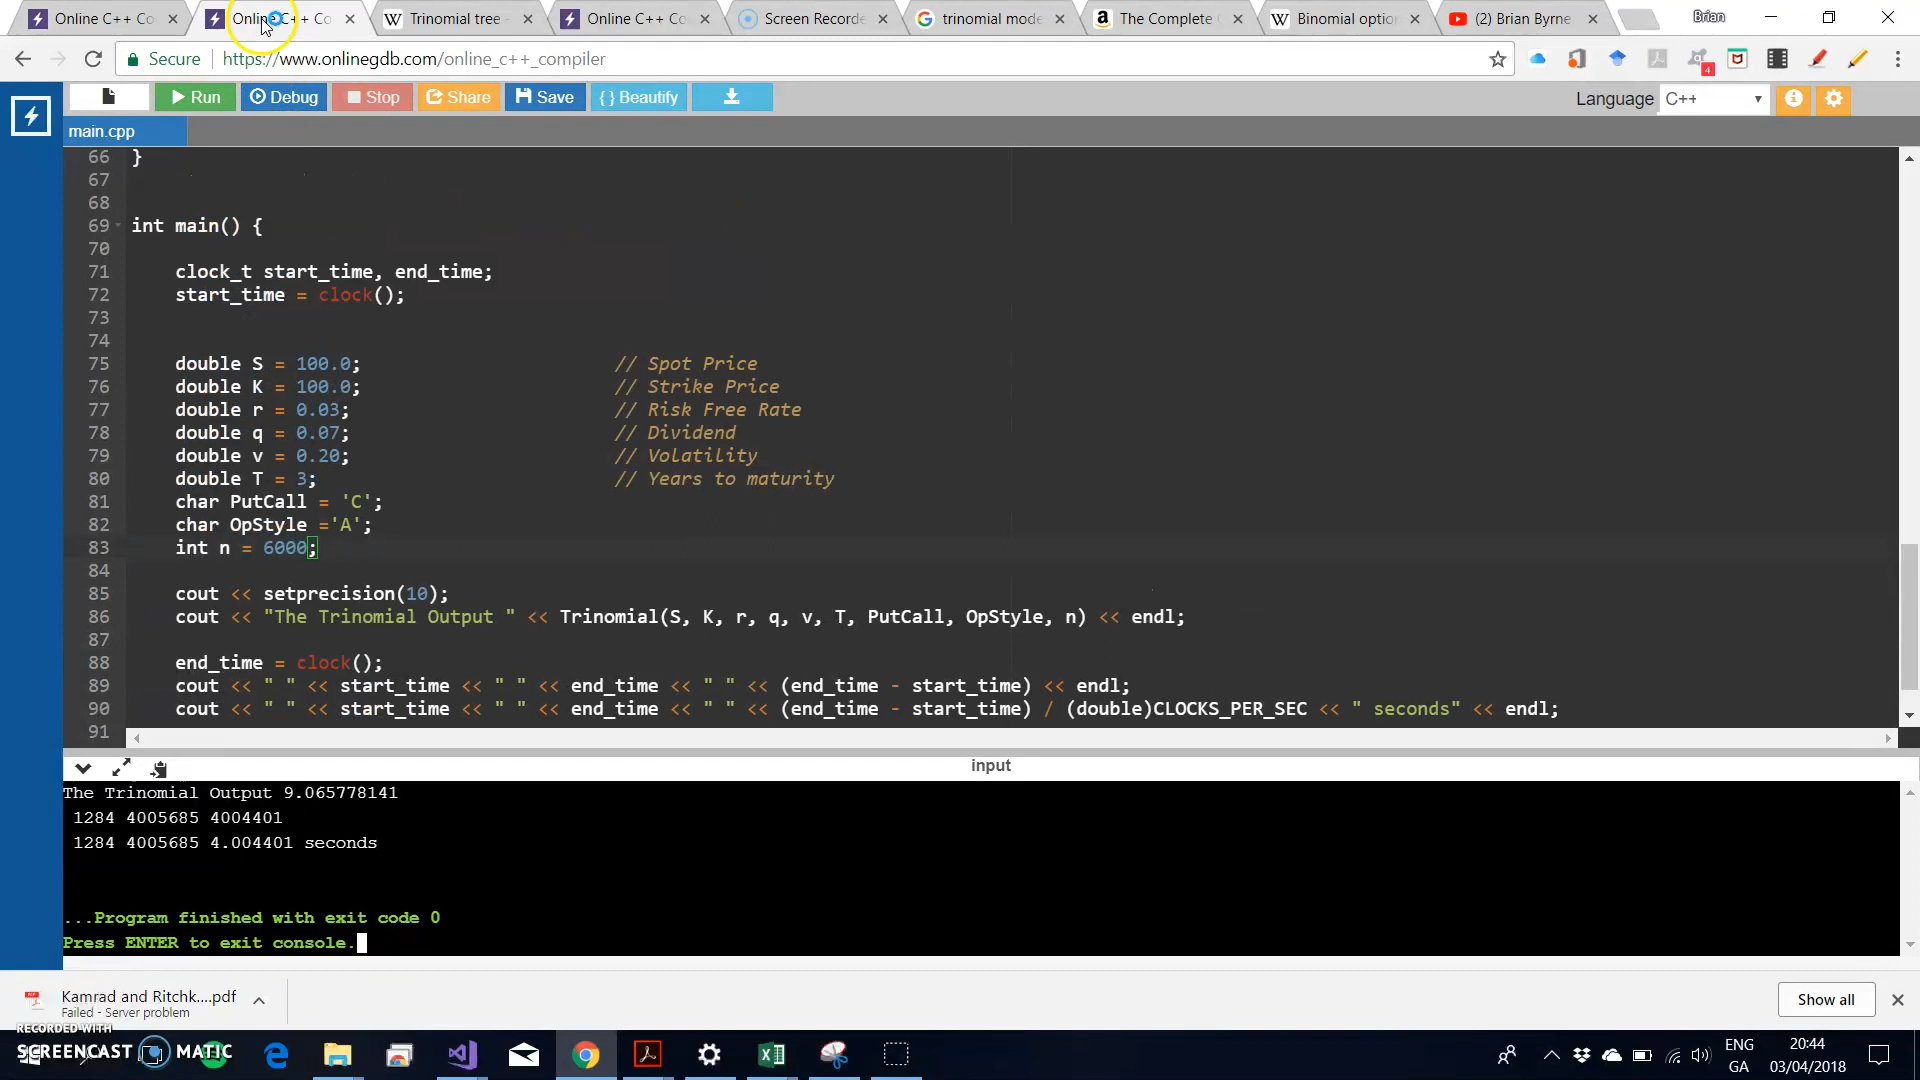 Online C++ Co
Online C++ Co
Trinomial tree -
Online C++ Co
Screen Recorde
trinomial mode
The Complete
Binomial optio
(2) Brian Byrne
Brian
Secure
https://www.onlinegdb.com/online_c++_compiler
4
Run
Debug
Stop
Share
Save
{ } Beautify
Language
C++
main.cpp
66 }
67
68
69 int main() {
70
71 clock_t start_time, end_time;
72 start_time = clock();
73
74
75 double S = 100.0; // Spot Price
76 double K = 100.0; // Strike Price
77 double r = 0.03; // Risk Free Rate
78 double q = 0.07; // Dividend
79 double v = 0.20; // Volatility
80 double T = 3; // Years to maturity
81 char PutCall = 'C';
82 char OpStyle ='A';
83 int n = 6000;
84
85 cout << setprecision(10);
86 cout << "The Trinomial Output " << Trinomial(S, K, r, q, v, T, PutCall, OpStyle, n) << endl;
87
88 end_time = clock();
89 cout << " " << start_time << " " << end_time << " " << (end_time - start_time) << endl;
90 cout << " " << start_time << " " << end_time << " " << (end_time - start_time) / (double)CLOCKS_PER_SEC << " seconds" << endl;
91
input
The Trinomial Output 9.065778141
1284 4005685 4004401
1284 4005685 4.004401 seconds
...Program finished with exit code 0
Press ENTER to exit console.
Kamrad and Ritchk....pdf
Failed - Server problem
Show all
RECORDED WITH
SCREENCAST MATIC
ENG
GA
20:44
03/04/2018